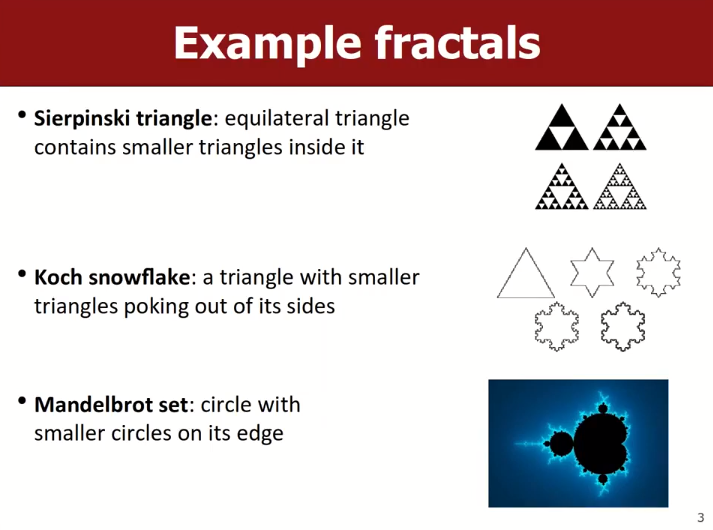 Example fractals
• Sierpinski triangle: equilateral triangle
contains smaller triangles inside it
• Koch snowflake: a triangle with smaller
triangles poking out of its sides
• Mandelbrot set: circle with
smaller circles on its edge
3